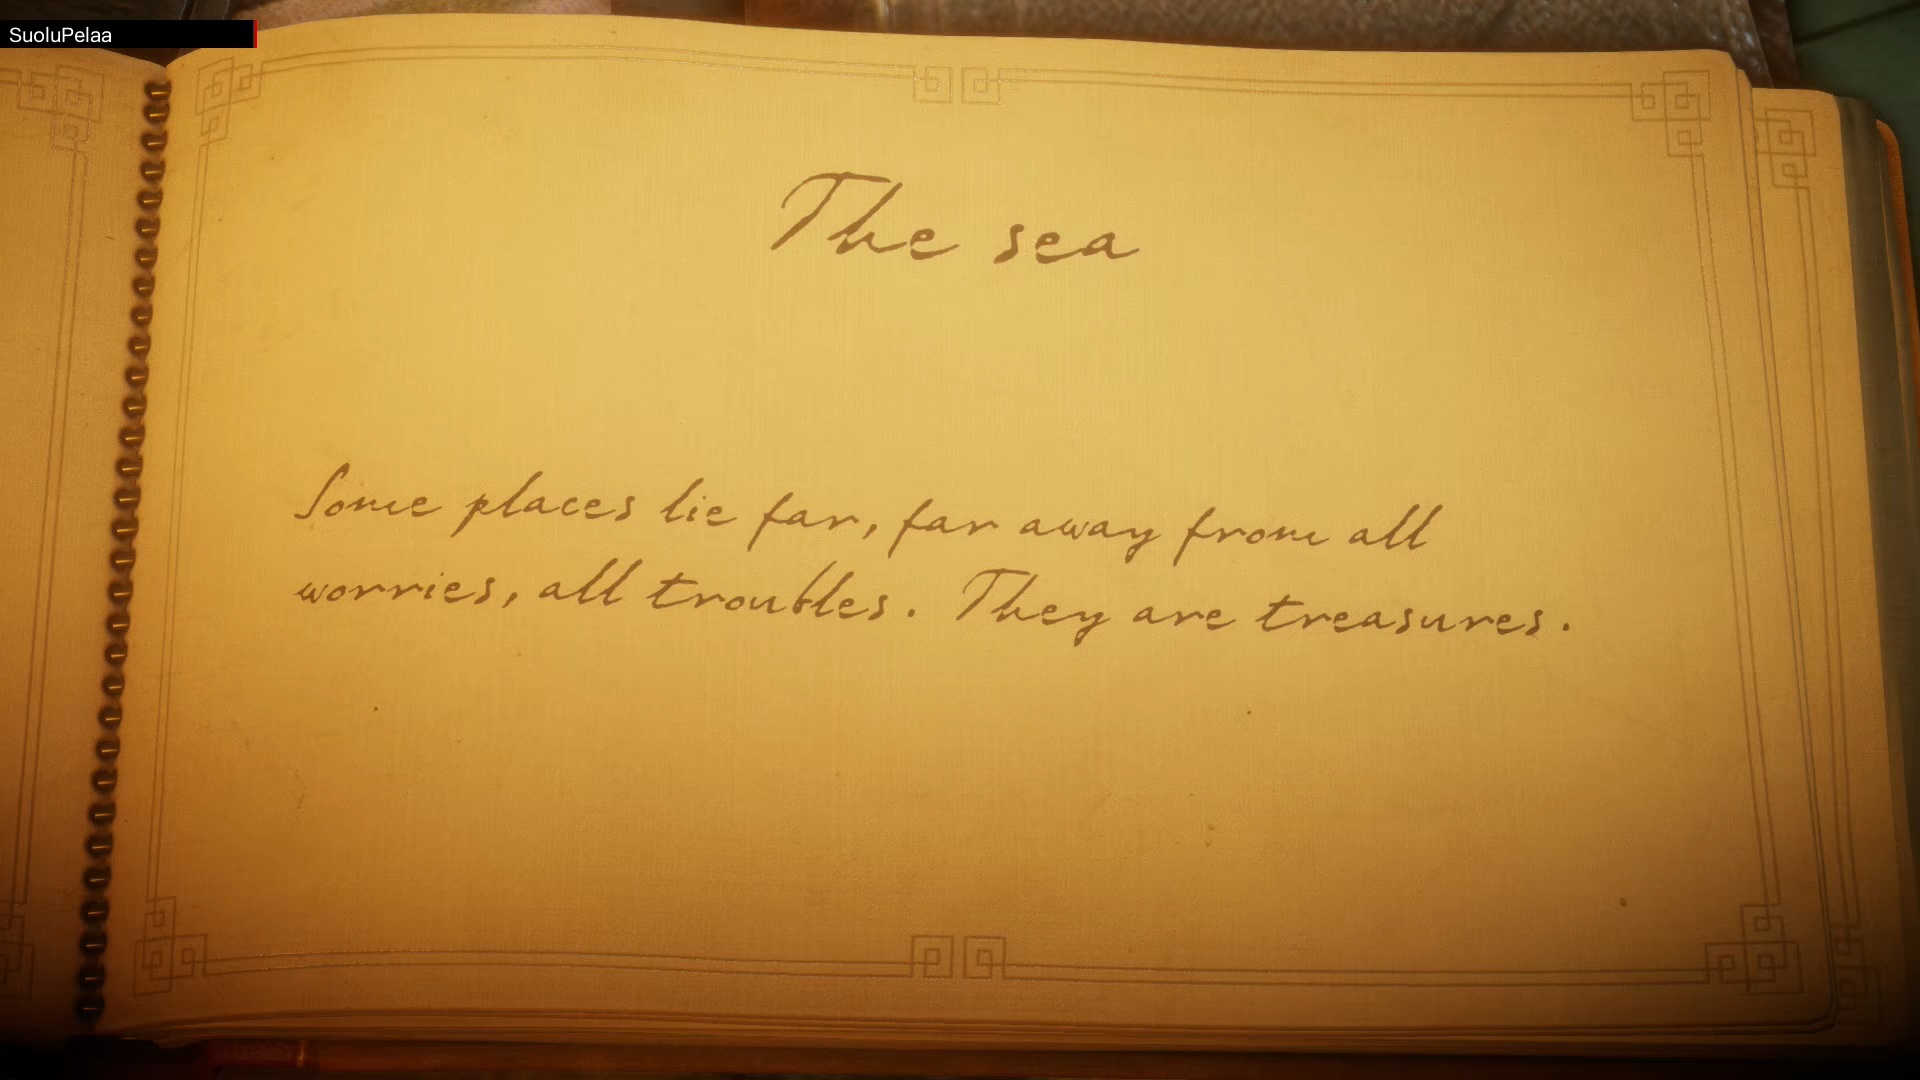 SuoluPelaa
The sea
Some places lie far, far away from all
worries, all troubles. They are treasures.